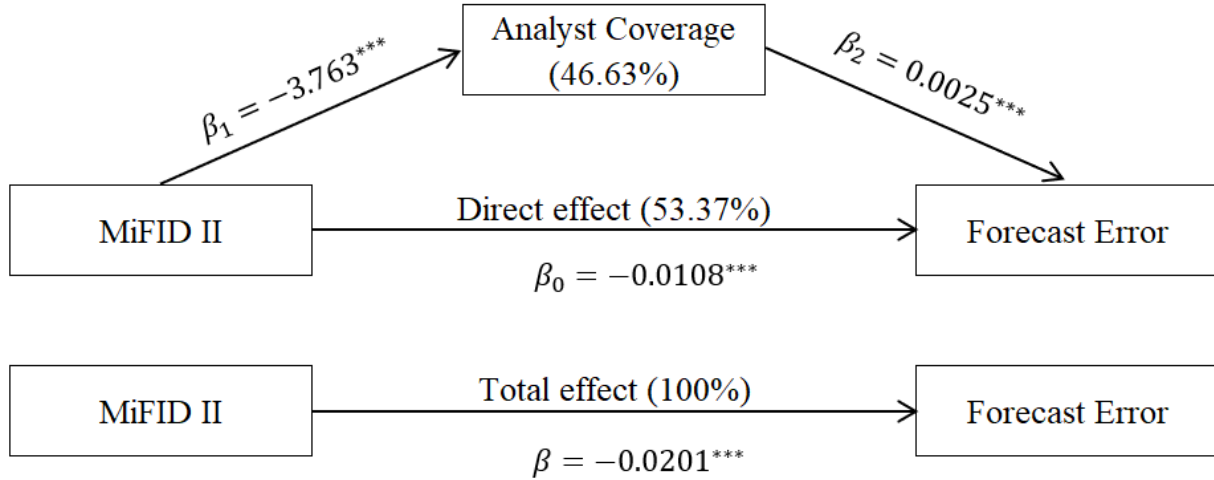 Analyst Coverage
(46.63%)
β₁ = −3.763***
β₂ = 0.0025***
MiFID II
Direct effect (53.37%)
β₀ = −0.0108***
Forecast Error
MiFID II
Total effect (100%)
β = −0.0201***
Forecast Error